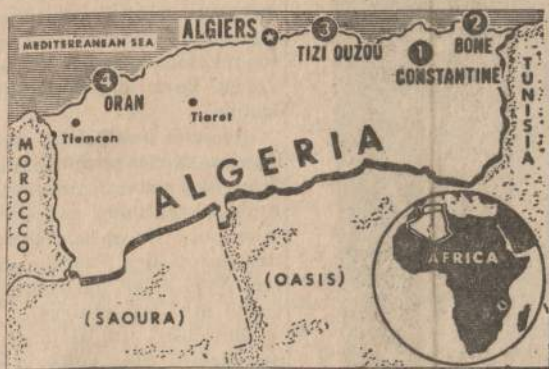 MEDITERRANEAN SEA
ALGIERS
3
TIZI OUZOU
1
CONSTANTINE
2
BONE
4
ORAN
Tlemcen
Tiaret
MOROCCO
TUNISIA
ALGERIA
(SAOURA)
(OASIS)
AFRICA